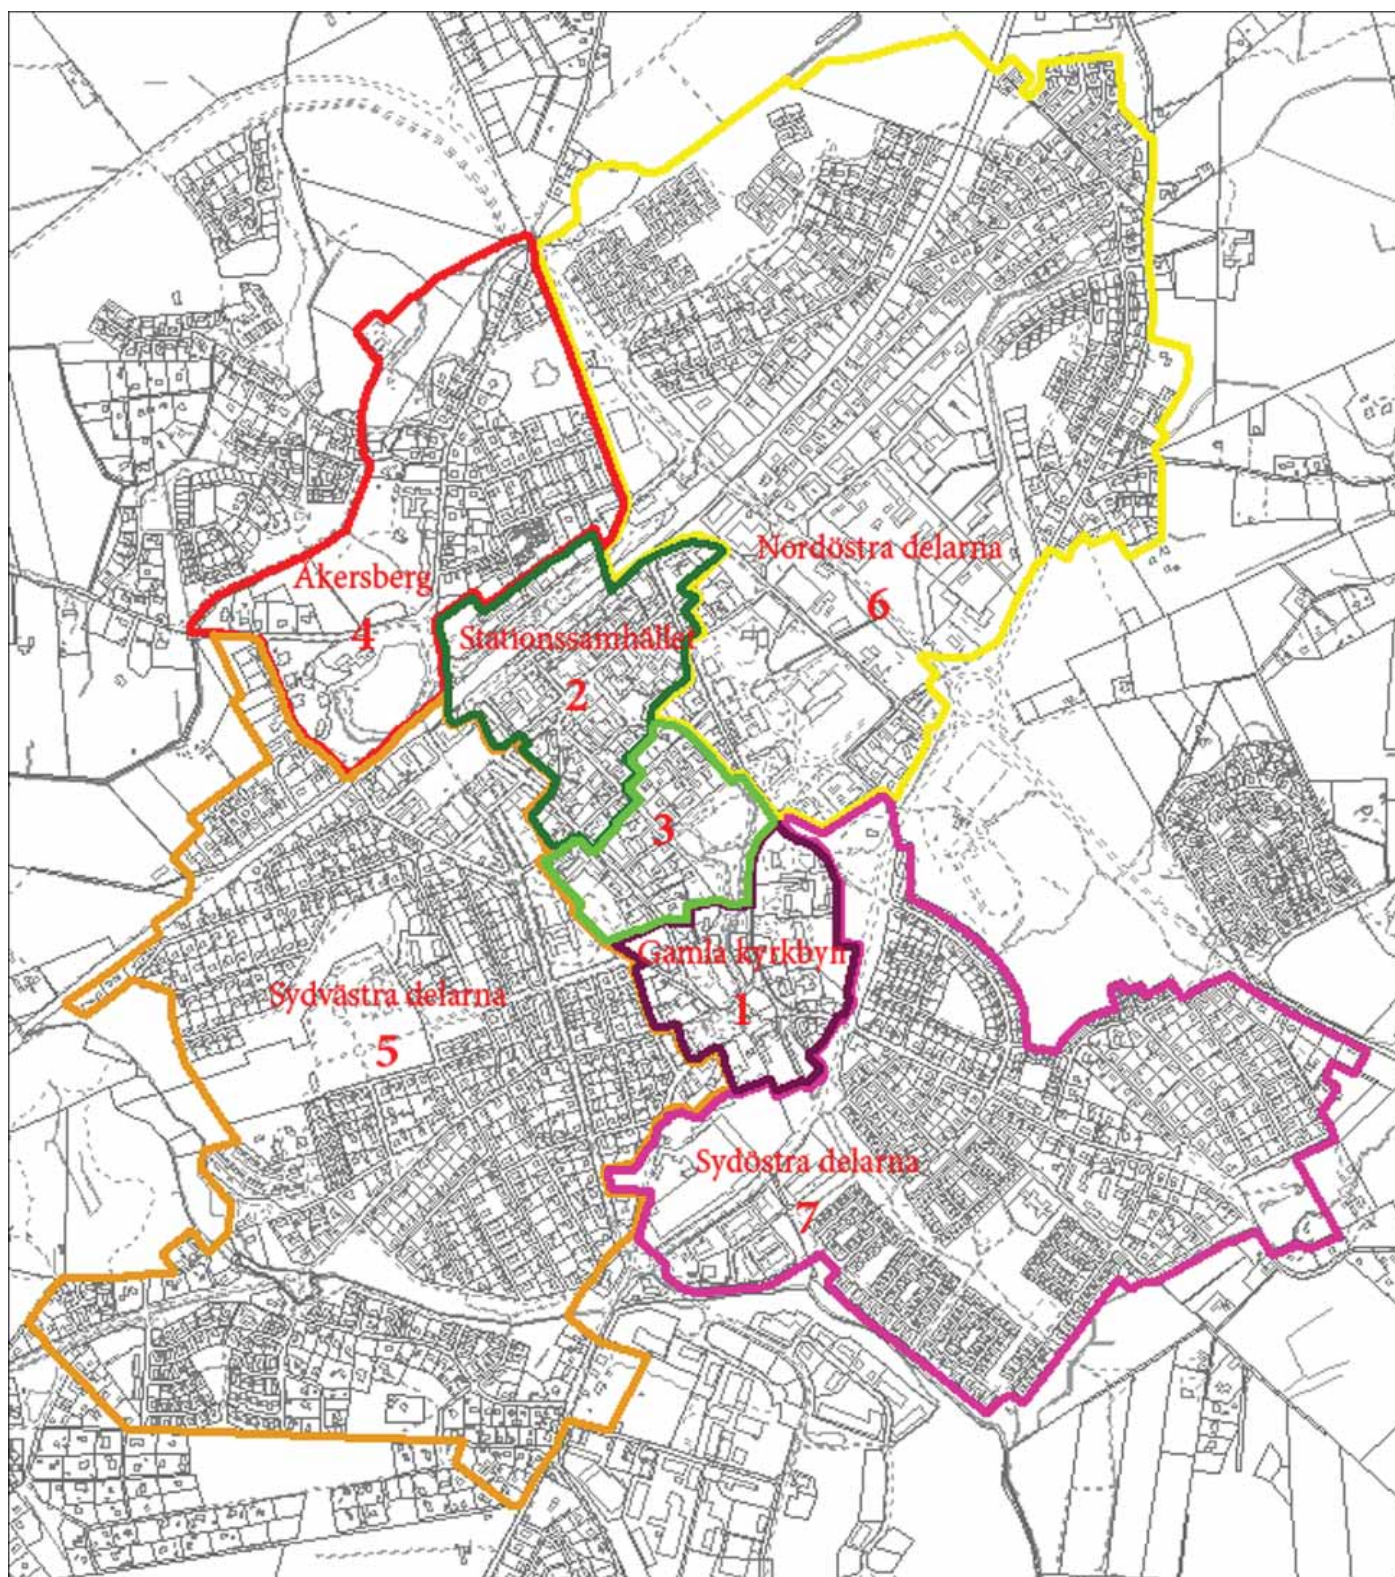 Nordöstra delarna
6
Åkersberg
4
Stationssamhället
2
3
Gamla kyrkbyn
1
Sydvästra delarna
5
Sydöstra delarna
7